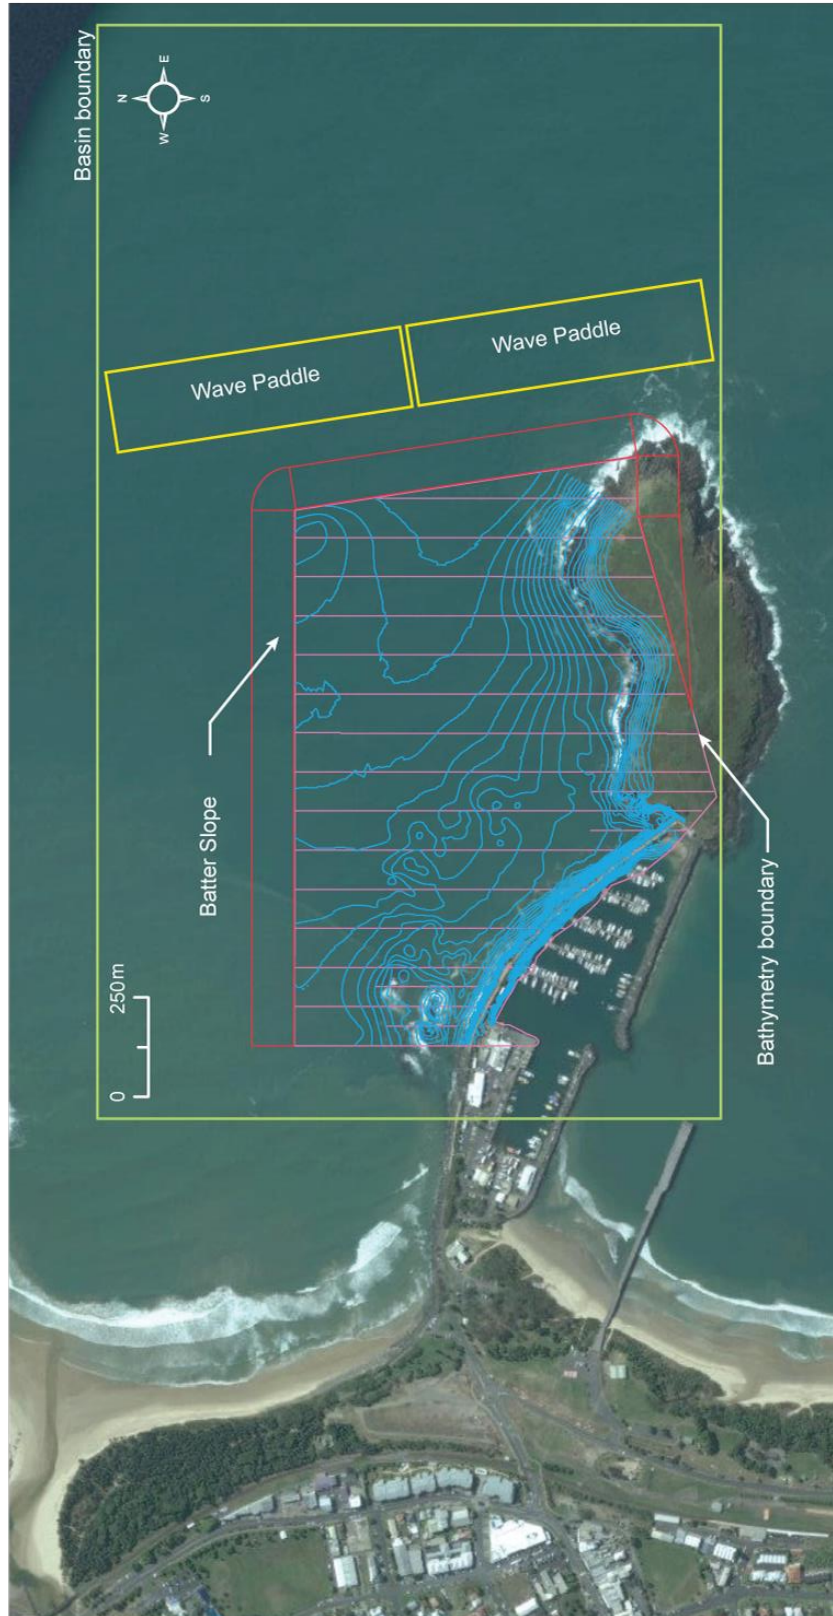 Basin boundary
N
E
S
W
Wave Paddle
Wave Paddle
Batter Slope
0
250m
Bathymetry boundary